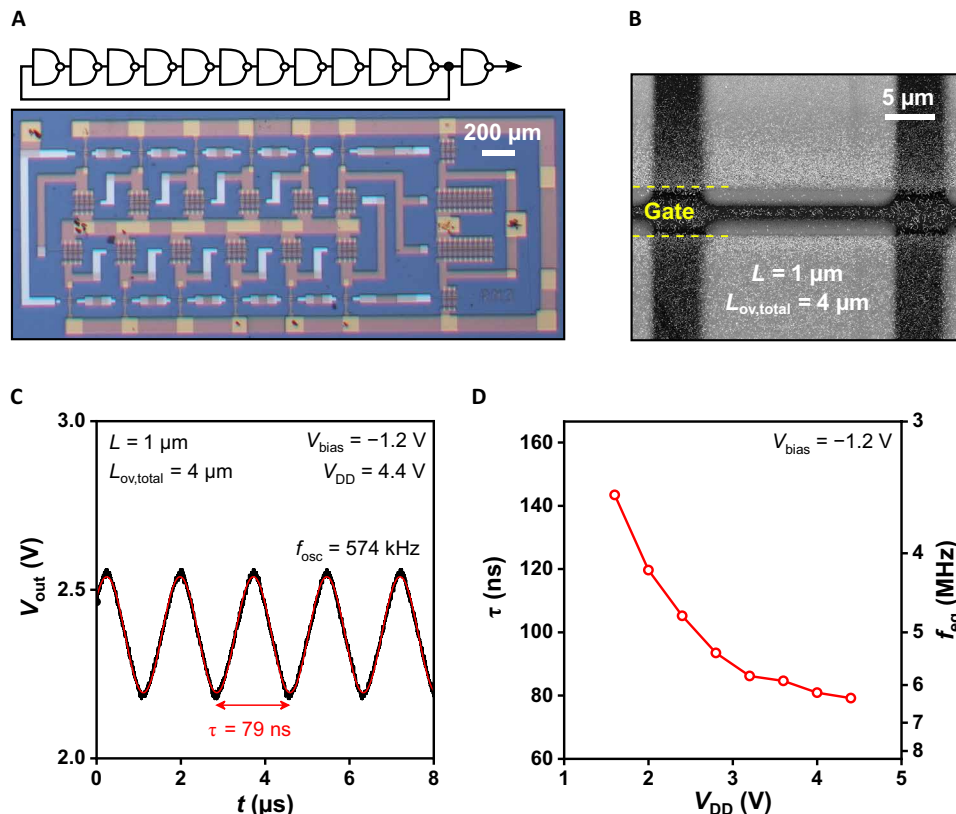 A
200 μm
B
5 μm
Gate
L = 1 μm
Lov,total = 4 μm
C
3.0
2.5
2.0
Vout (V)
L = 1 μm
Lov,total = 4 μm
Vbias = −1.2 V
VDD = 4.4 V
fosc = 574 kHz
τ = 79 ns
0 2 4 6 8
t (μs)
D
160
140
120
100
80
60
τ (ns)
Vbias = −1.2 V
3
4
5
6
7
8
feq (MHz)
1 2 3 4 5
VDD (V)